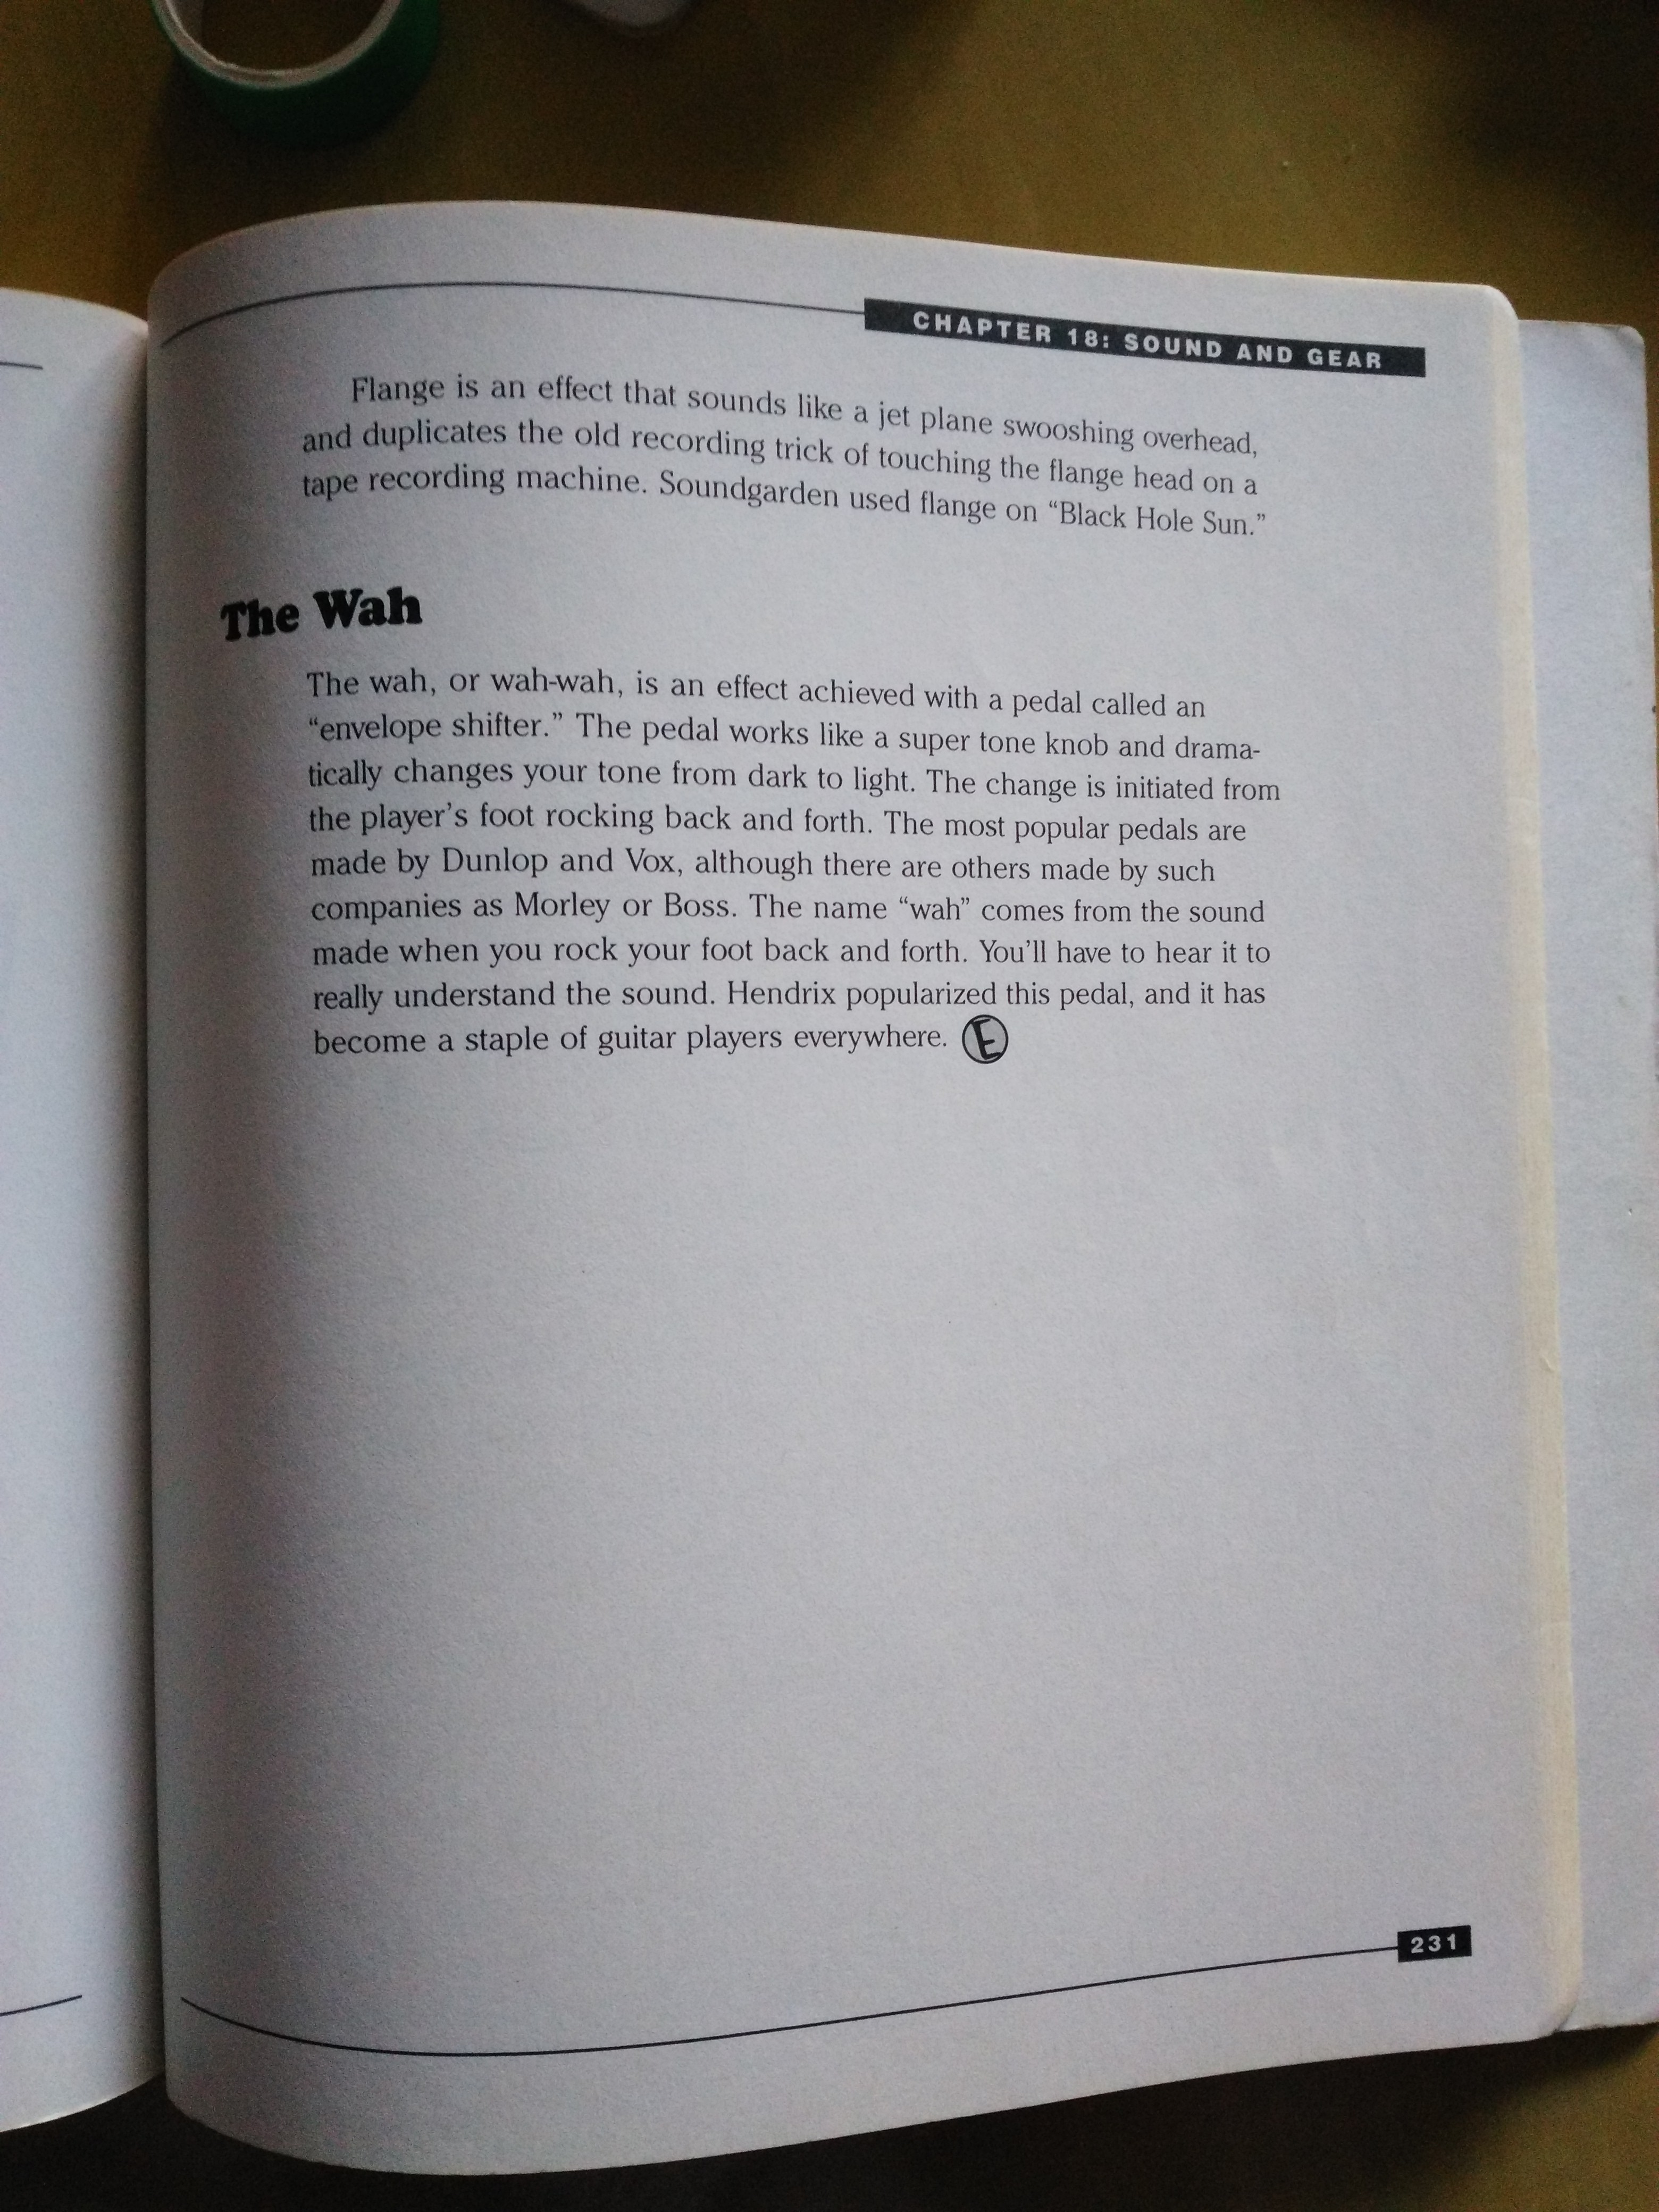 CHAPTER 18: SOUND AND GEAR
Flange is an effect that sounds like a jet plane swooshing overhead,
and duplicates the old recording trick of touching the flange head on a
tape recording machine. Soundgarden used flange on “Black Hole Sun.”
The Wah
The wah, or wah-wah, is an effect achieved with a pedal called an
“envelope shifter.” The pedal works like a super tone knob and drama-
tically changes your tone from dark to light. The change is initiated from
the player’s foot rocking back and forth. The most popular pedals are
made by Dunlop and Vox, although there are others made by such
companies as Morley or Boss. The name “wah” comes from the sound
made when you rock your foot back and forth. You’ll have to hear it to
really understand the sound. Hendrix popularized this pedal, and it has
become a staple of guitar players everywhere. E
231